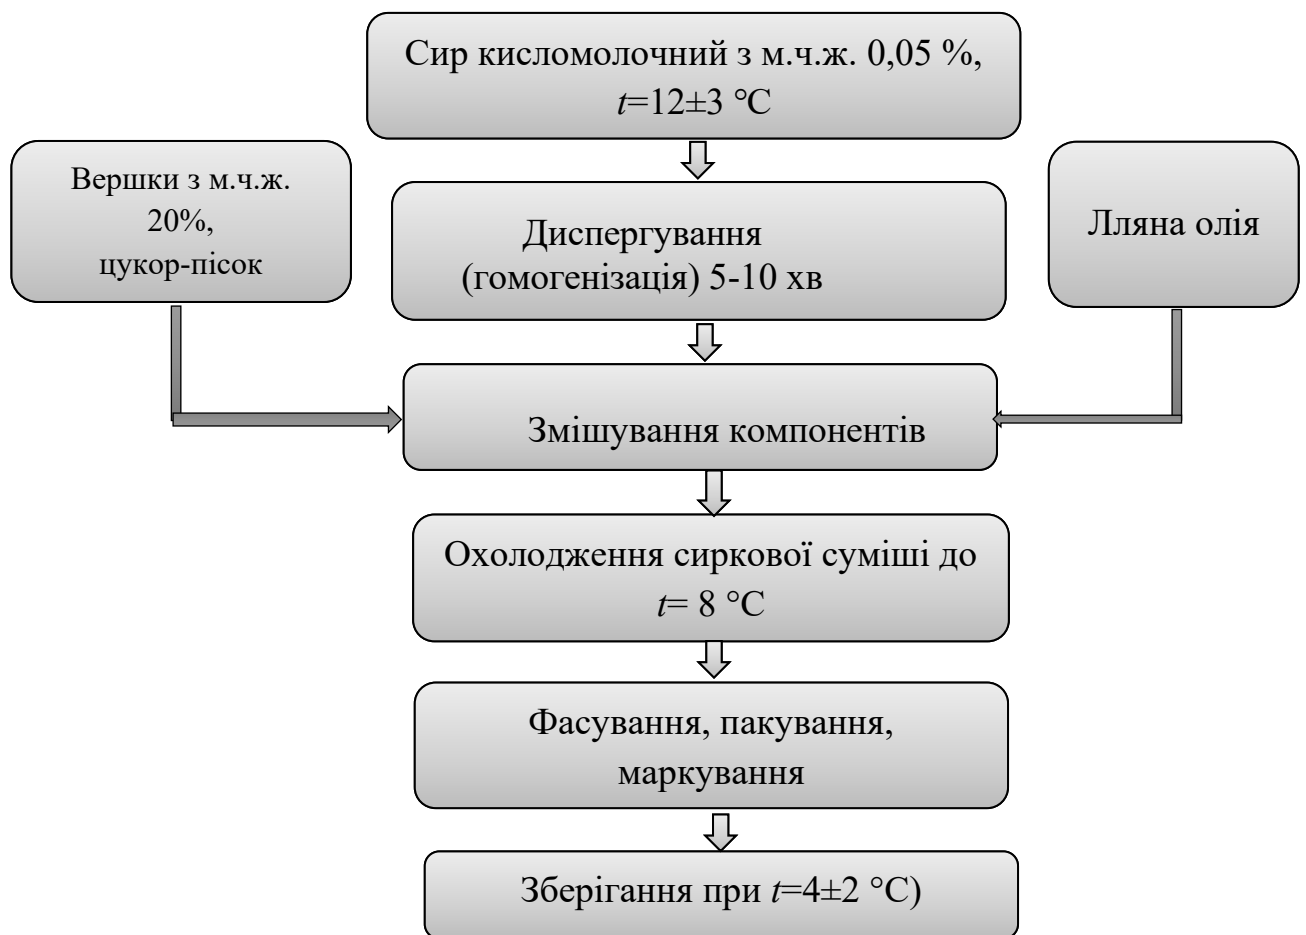 Сир кисломолочний з м.ч.ж. 0,05 %,
t=12±3 °С
Вершки з м.ч.ж.
20%,
цукор-пісок
Диспергування
(гомогенізація) 5-10 хв
Лляна олія
Змішування компонентів
Охолодження сиркової суміші до
t= 8 °С
Фасування, пакування,
маркування
Зберігання при t=4±2 °С)